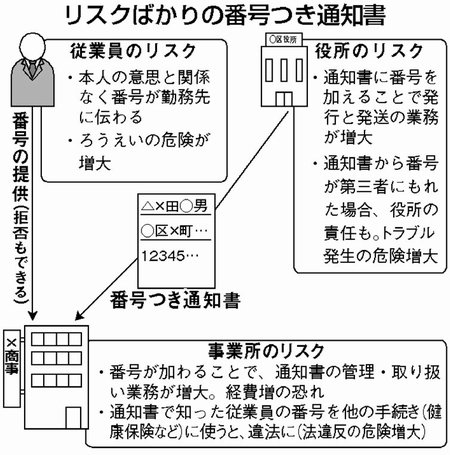 リスクばかりの番号つき通知書
従業員のリスク
・本人の意思と関係
なく番号が勤務先
に伝わる
・ろうえいの危険が
増大
○区役所
役所のリスク
・通知書に番号を
加えることで発
行と発送の業務
が増大
・通知書から番号
が第三者にもれ
た場合、役所の
責任も。トラブル
発生の危険増大
番号の提供(拒否もできる)
△×田○男
○区×町…
12345…
番号つき通知書
×商事
事業所のリスク
・番号が加わることで、通知書の管理・取り扱
い業務が増大。経費増の恐れ
・通知書で知った従業員の番号を他の手続き(健
康保険など)に使うと、違法に(法違反の危険増大)